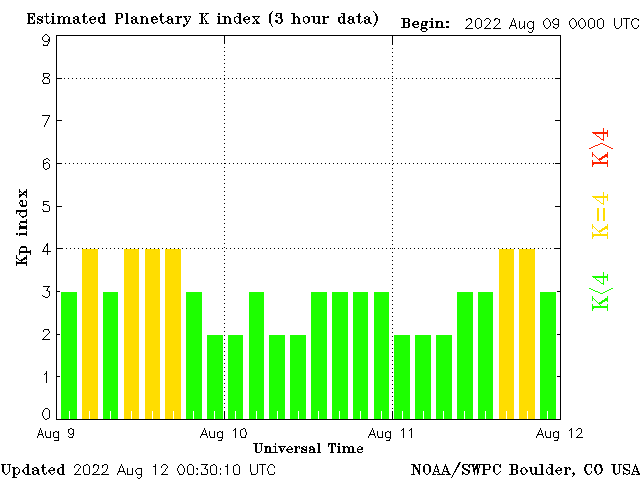 Estimated Planetary K index (3 hour data) Begin: 2022 Aug 09 0000 UTC
9
8
7
6
5
4
3
2
1
0
Kp index
K>4
K=4
K<4
Aug 9 Aug 10 Aug 11 Aug 12
Universal Time
Updated 2022 Aug 12 00:30:10 UTC NOAA/SWPC Boulder, CO USA